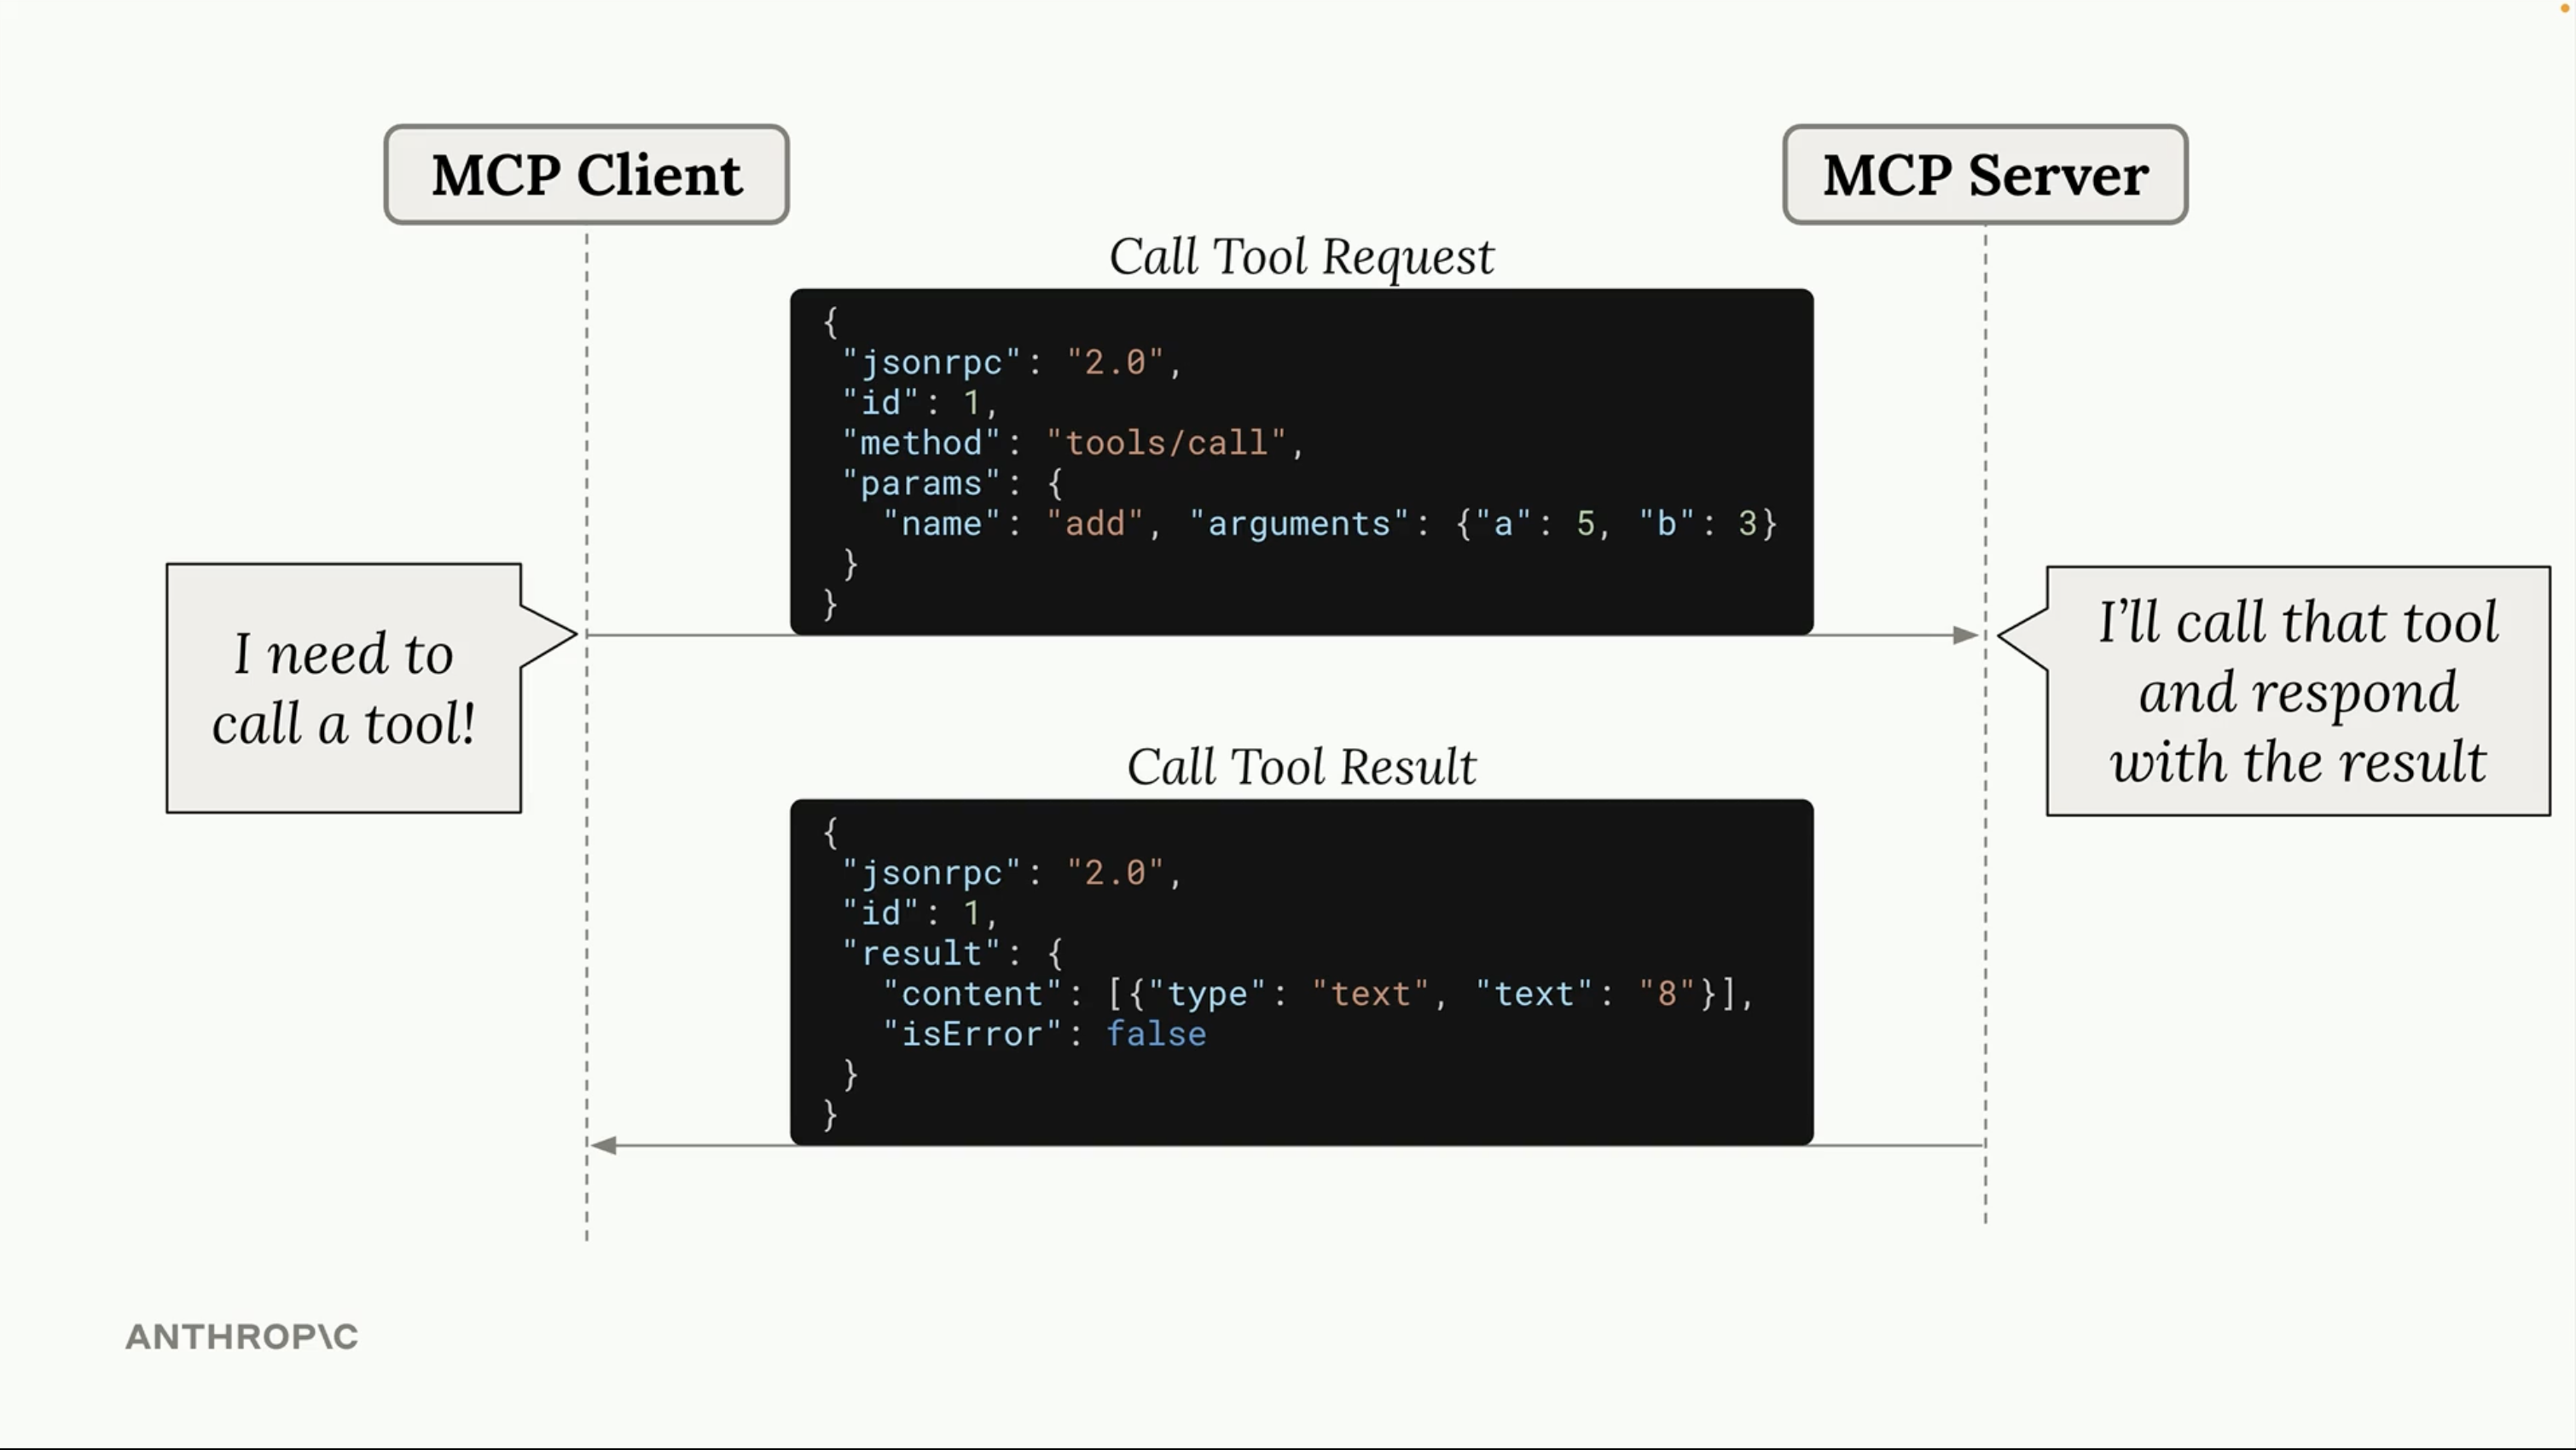 MCP Client
MCP Server
Call Tool Request
{
"jsonrpc": "2.0",
"id": 1,
"method": "tools/call",
"params": {
"name": "add", "arguments": {"a": 5, "b": 3}
}
}
I need to
call a tool!
I’ll call that tool
and respond
with the result
Call Tool Result
{
"jsonrpc": "2.0",
"id": 1,
"result": {
"content": [{"type": "text", "text": "8"}],
"isError": false
}
}
ANTHROP\C